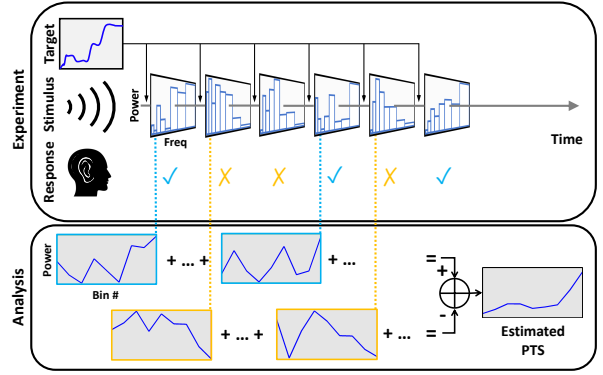 Experiment
Target
Stimulus
Response
Power
Freq
Time
✓ ✗ ✗ ✓ ✗ ✓
Analysis
Power
Bin #
+ ... +
+ ...
=
+
+ ... +
+ ...
=
-
Estimated
PTS